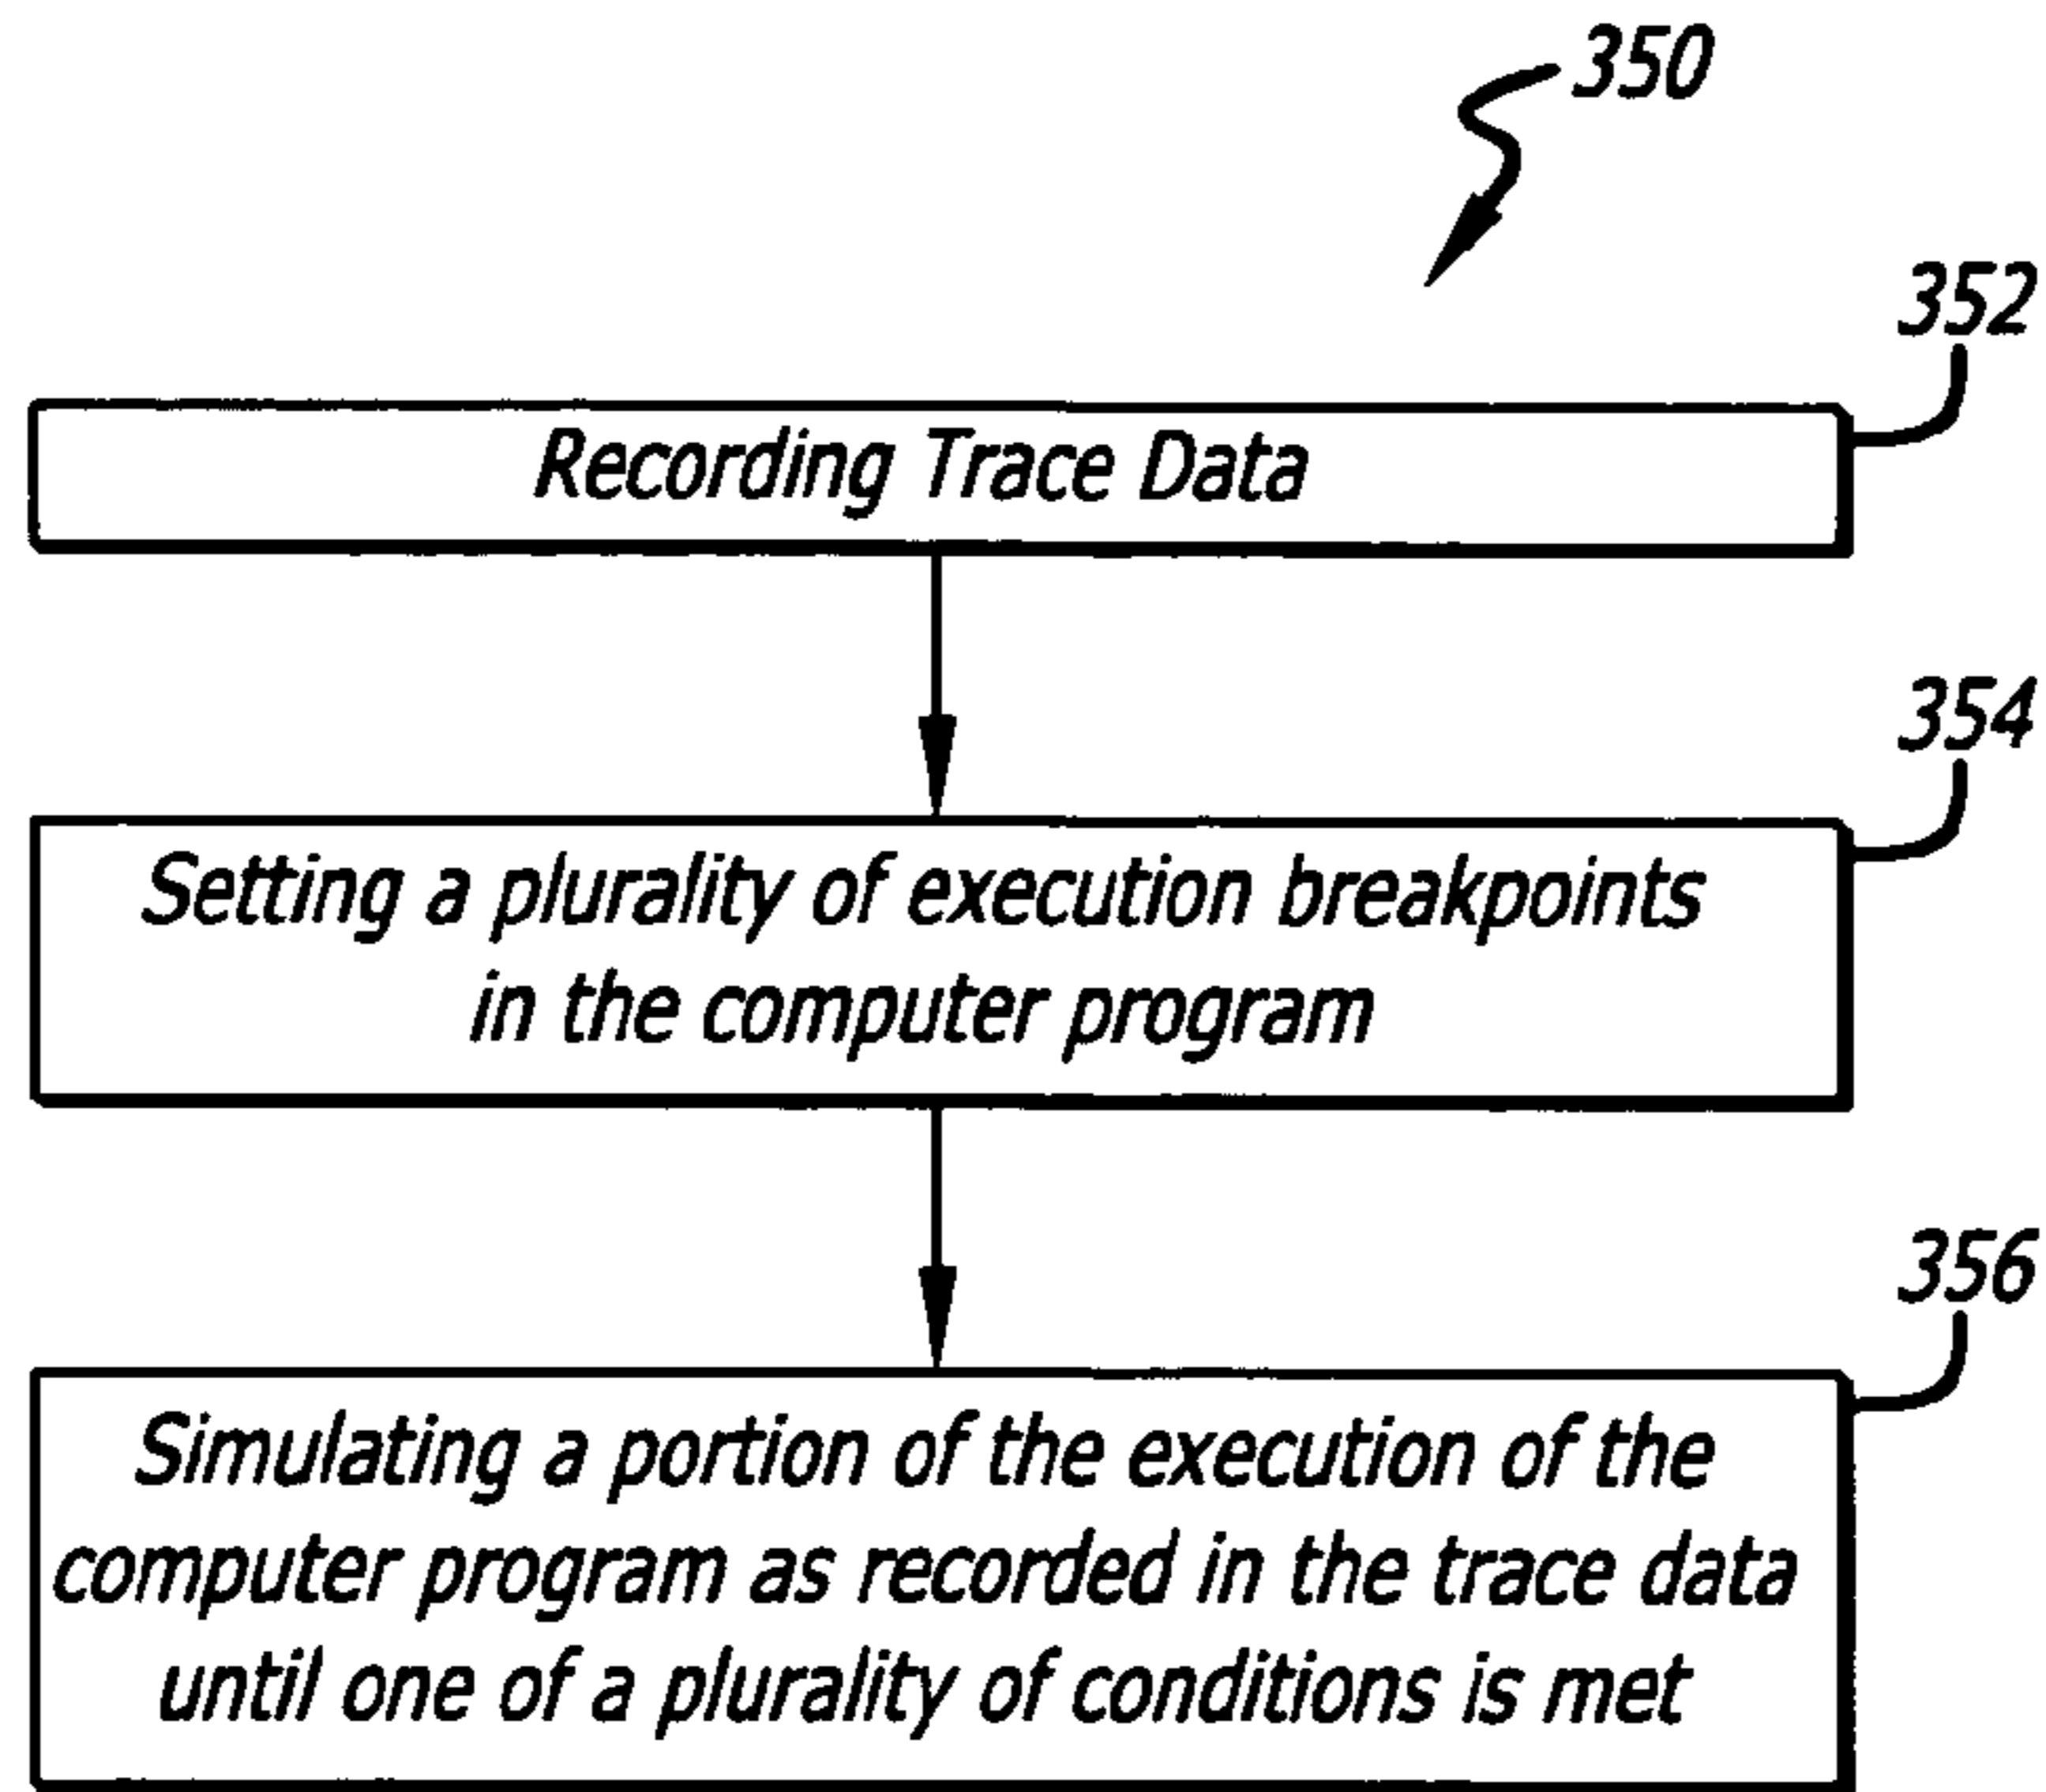 350
352
Recording Trace Data
354
Setting a plurality of execution breakpoints
in the computer program
356
Simulating a portion of the execution of the
computer program as recorded in the trace data
until one of a plurality of conditions is met